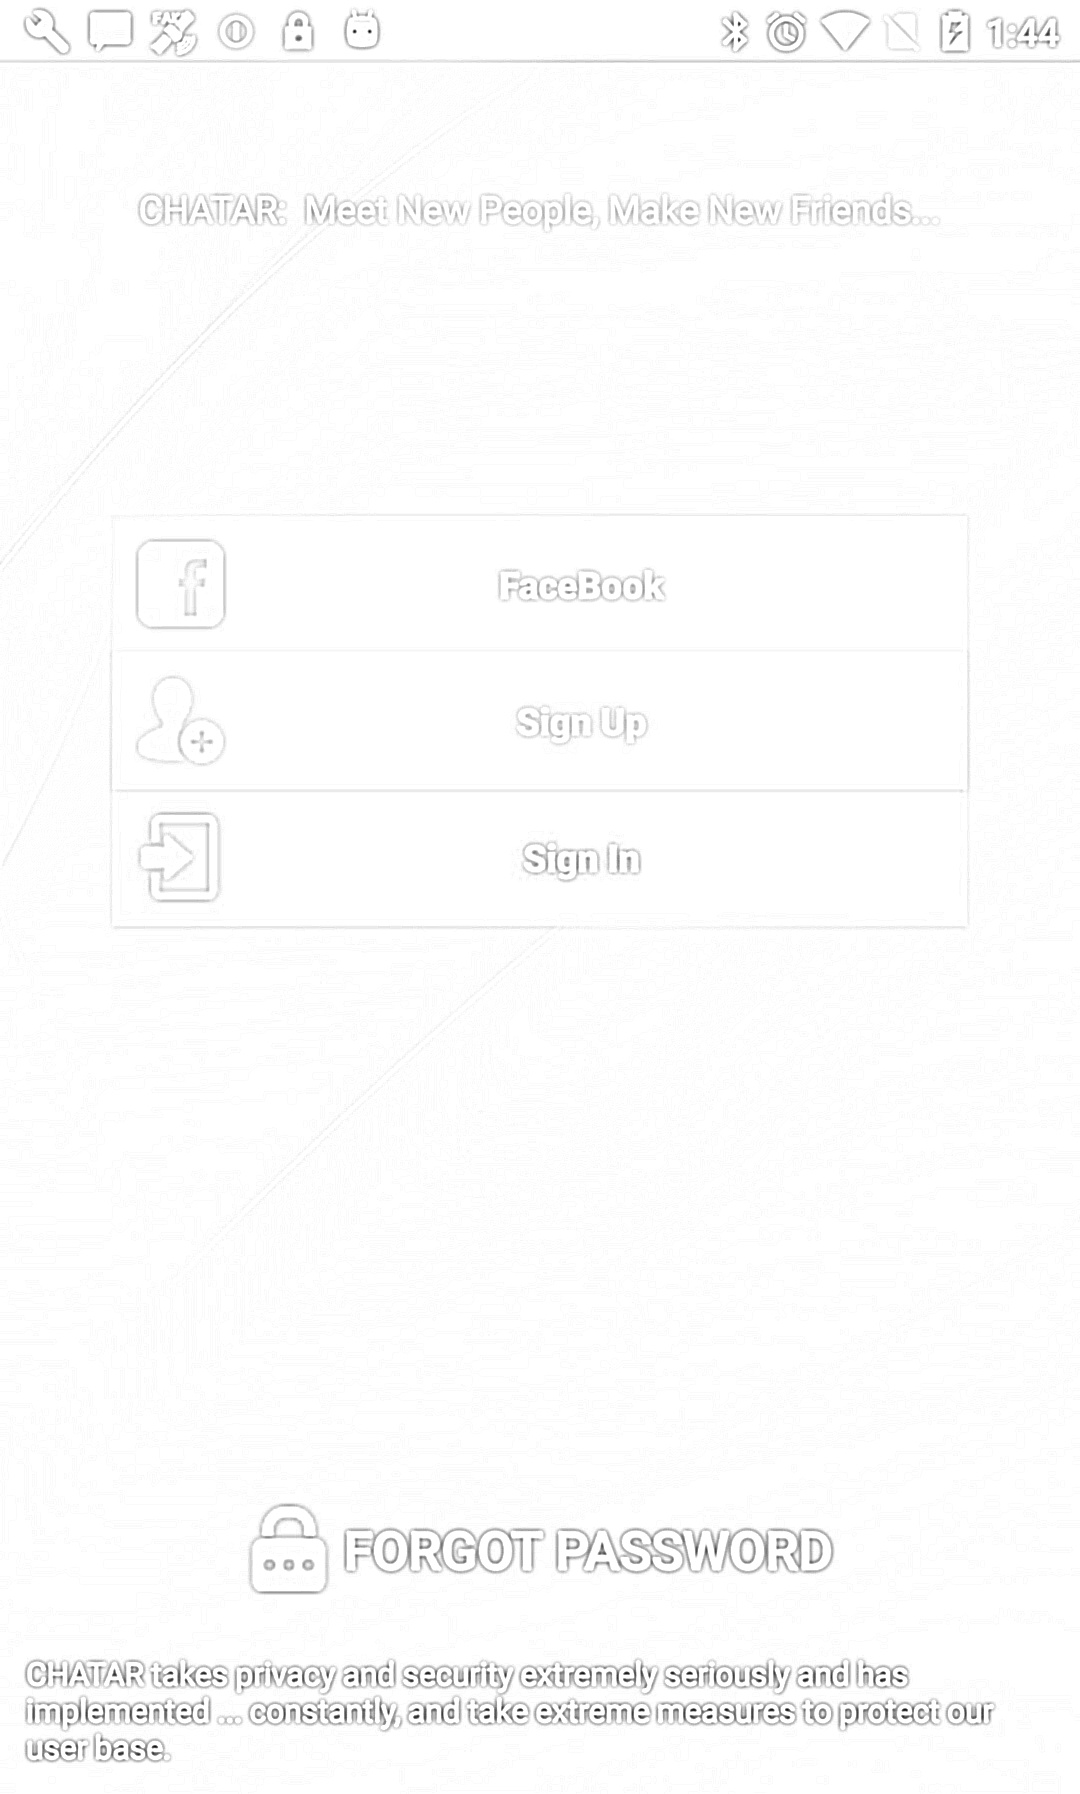 1:44
CHATAR: Meet New People, Make New Friends...
FaceBook
Sign Up
Sign In
FORGOT PASSWORD
CHATAR takes privacy and security extremely seriously and has
implemented ... constantly, and take extreme measures to protect our
user base.